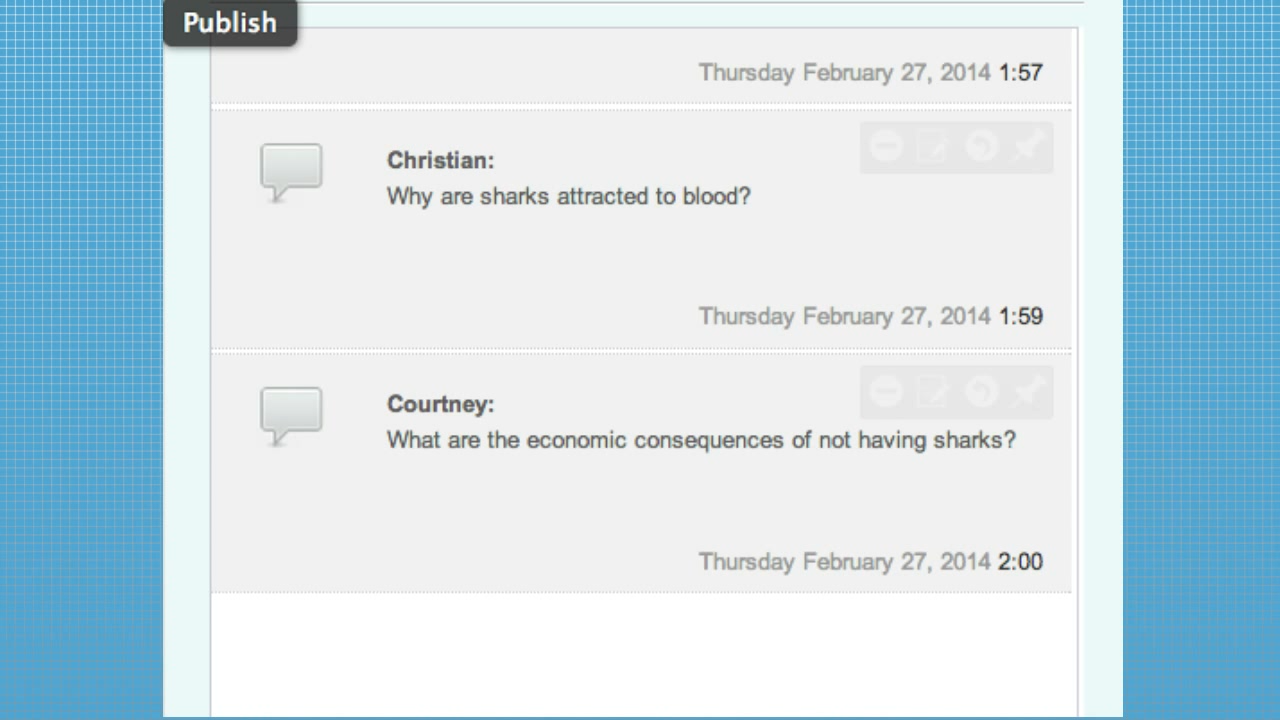 Publish
Thursday February 27, 2014 1:57
Christian:
Why are sharks attracted to blood?
Thursday February 27, 2014 1:59
Courtney:
What are the economic consequences of not having sharks?
Thursday February 27, 2014 2:00